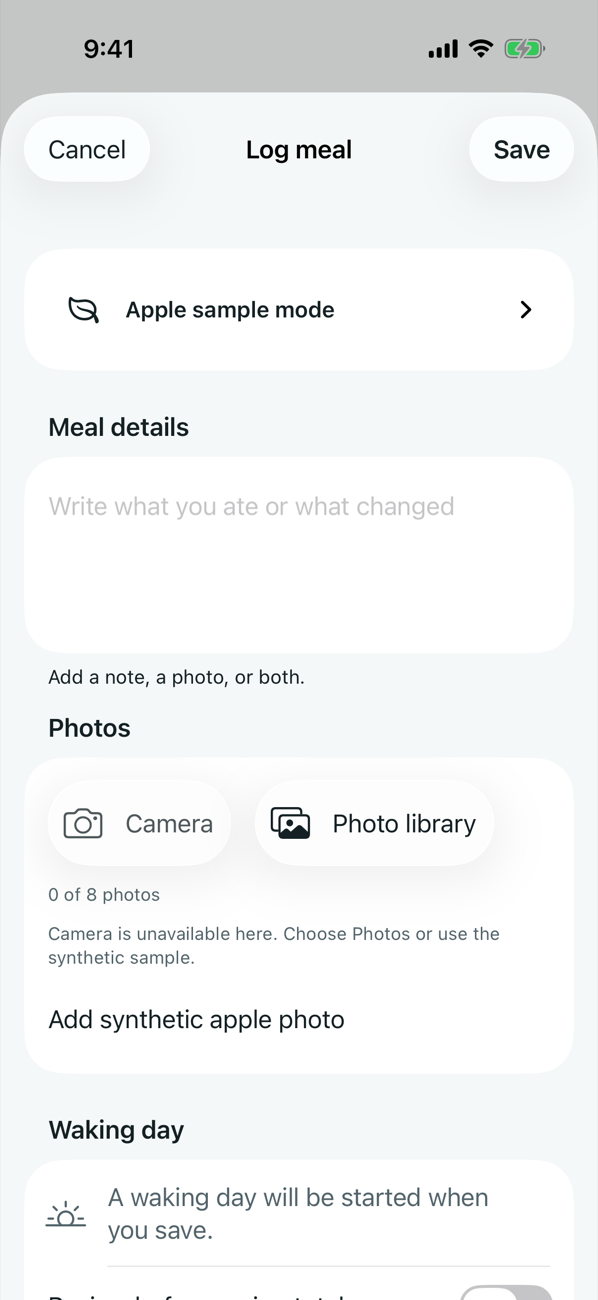 9:41
Cancel
Log meal
Save
Apple sample mode
Meal details
Write what you ate or what changed
Add a note, a photo, or both.
Photos
Camera
Photo library
0 of 8 photos
Camera is unavailable here. Choose Photos or use the
synthetic sample.
Add synthetic apple photo
Waking day
A waking day will be started when
you save.